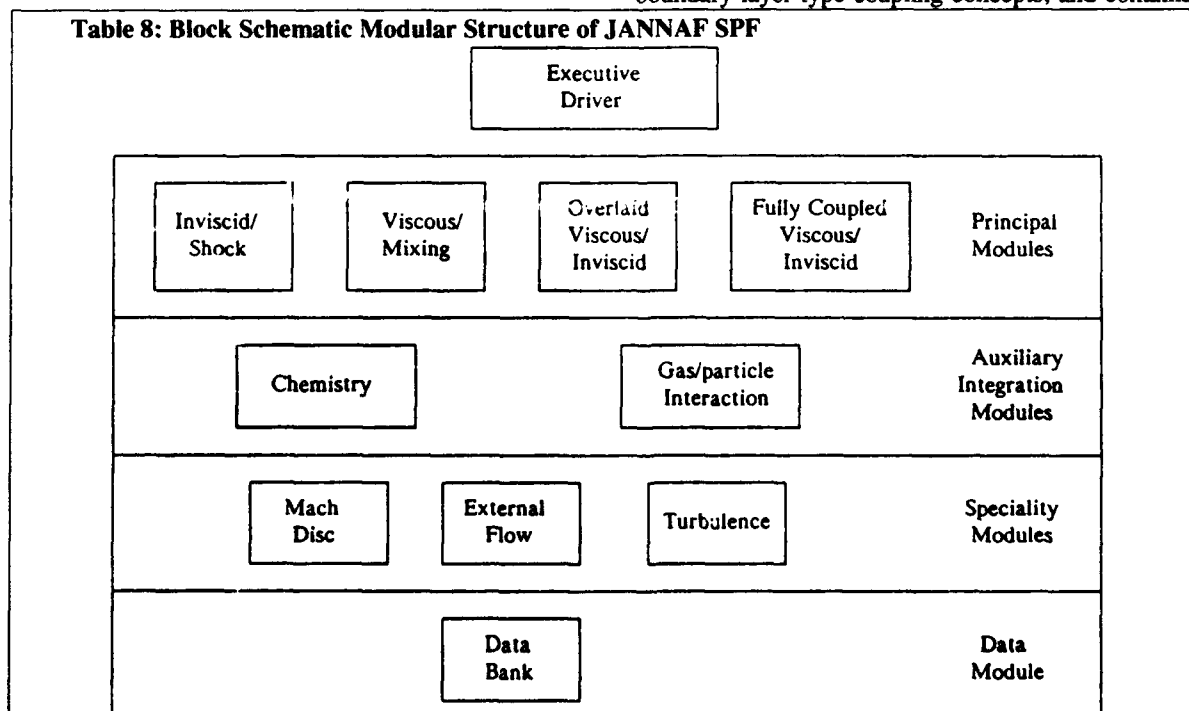 Table 8: Block Schematic Modular Structure of JANNAF SPF
Executive
Driver
Inviscid/
Shock
Viscous/
Mixing
Overlaid
Viscous/
Inviscid
Fully Coupled
Viscous/
Inviscid
Principal
Modules
Chemistry
Gas/particle
Interaction
Auxiliary
Integration
Modules
Mach
Disc
External
Flow
Turbulence
Speciality
Modules
Data
Bank
Data
Module